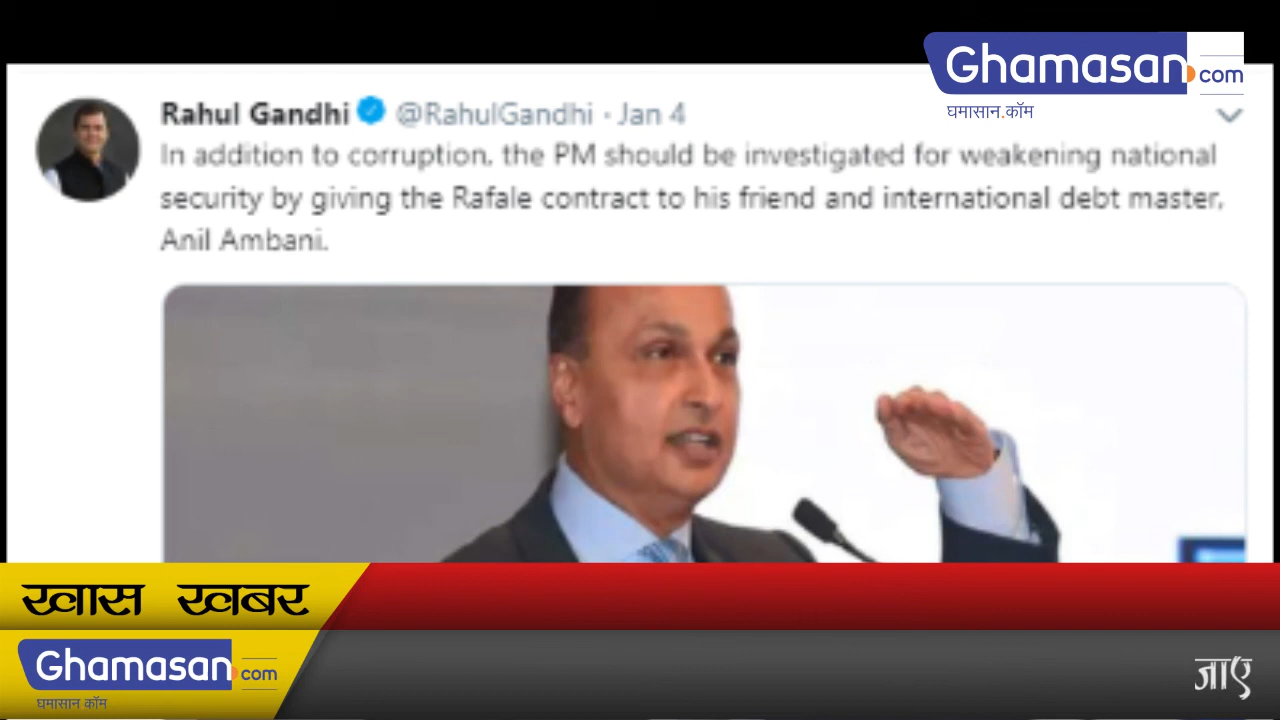 Ghamasan.com
घमासान.कॉम
Rahul Gandhi @RahulGandhi · Jan 4
In addition to corruption, the PM should be investigated for weakening national
security by giving the Rafale contract to his friend and international debt master,
Anil Ambani.
खास खबर
Ghamasan.com
घमासान कॉम
जाए